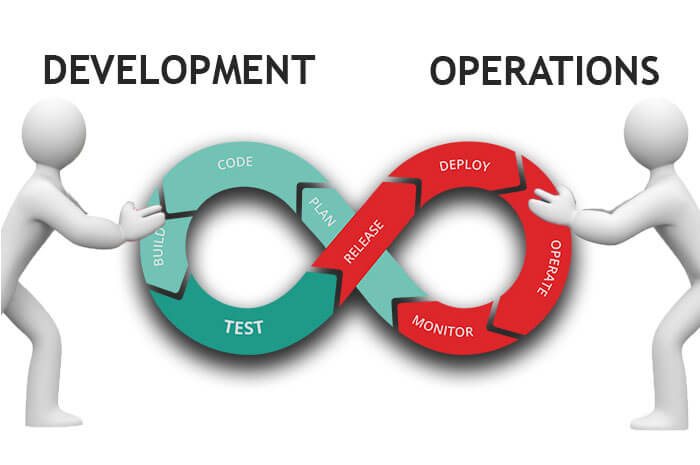 DEVELOPMENT
OPERATIONS
CODE
DEPLOY
PLAN
RELEASE
BUILD
OPERATE
TEST
MONITOR